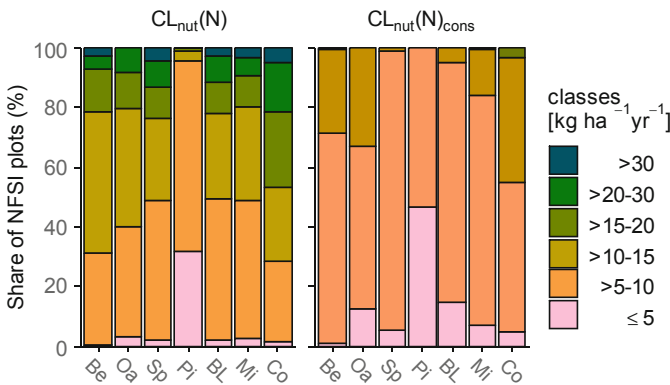 CLnut(N) CLnut(N)cons
Share of NFSI plots (%)
100
80
60
40
20
0
Be Oa Sp Pi BL Mi Co Be Oa Sp Pi BL Mi Co
classes
[kg ha⁻¹yr⁻¹]
>30
>20-30
>15-20
>10-15
>5-10
≤ 5